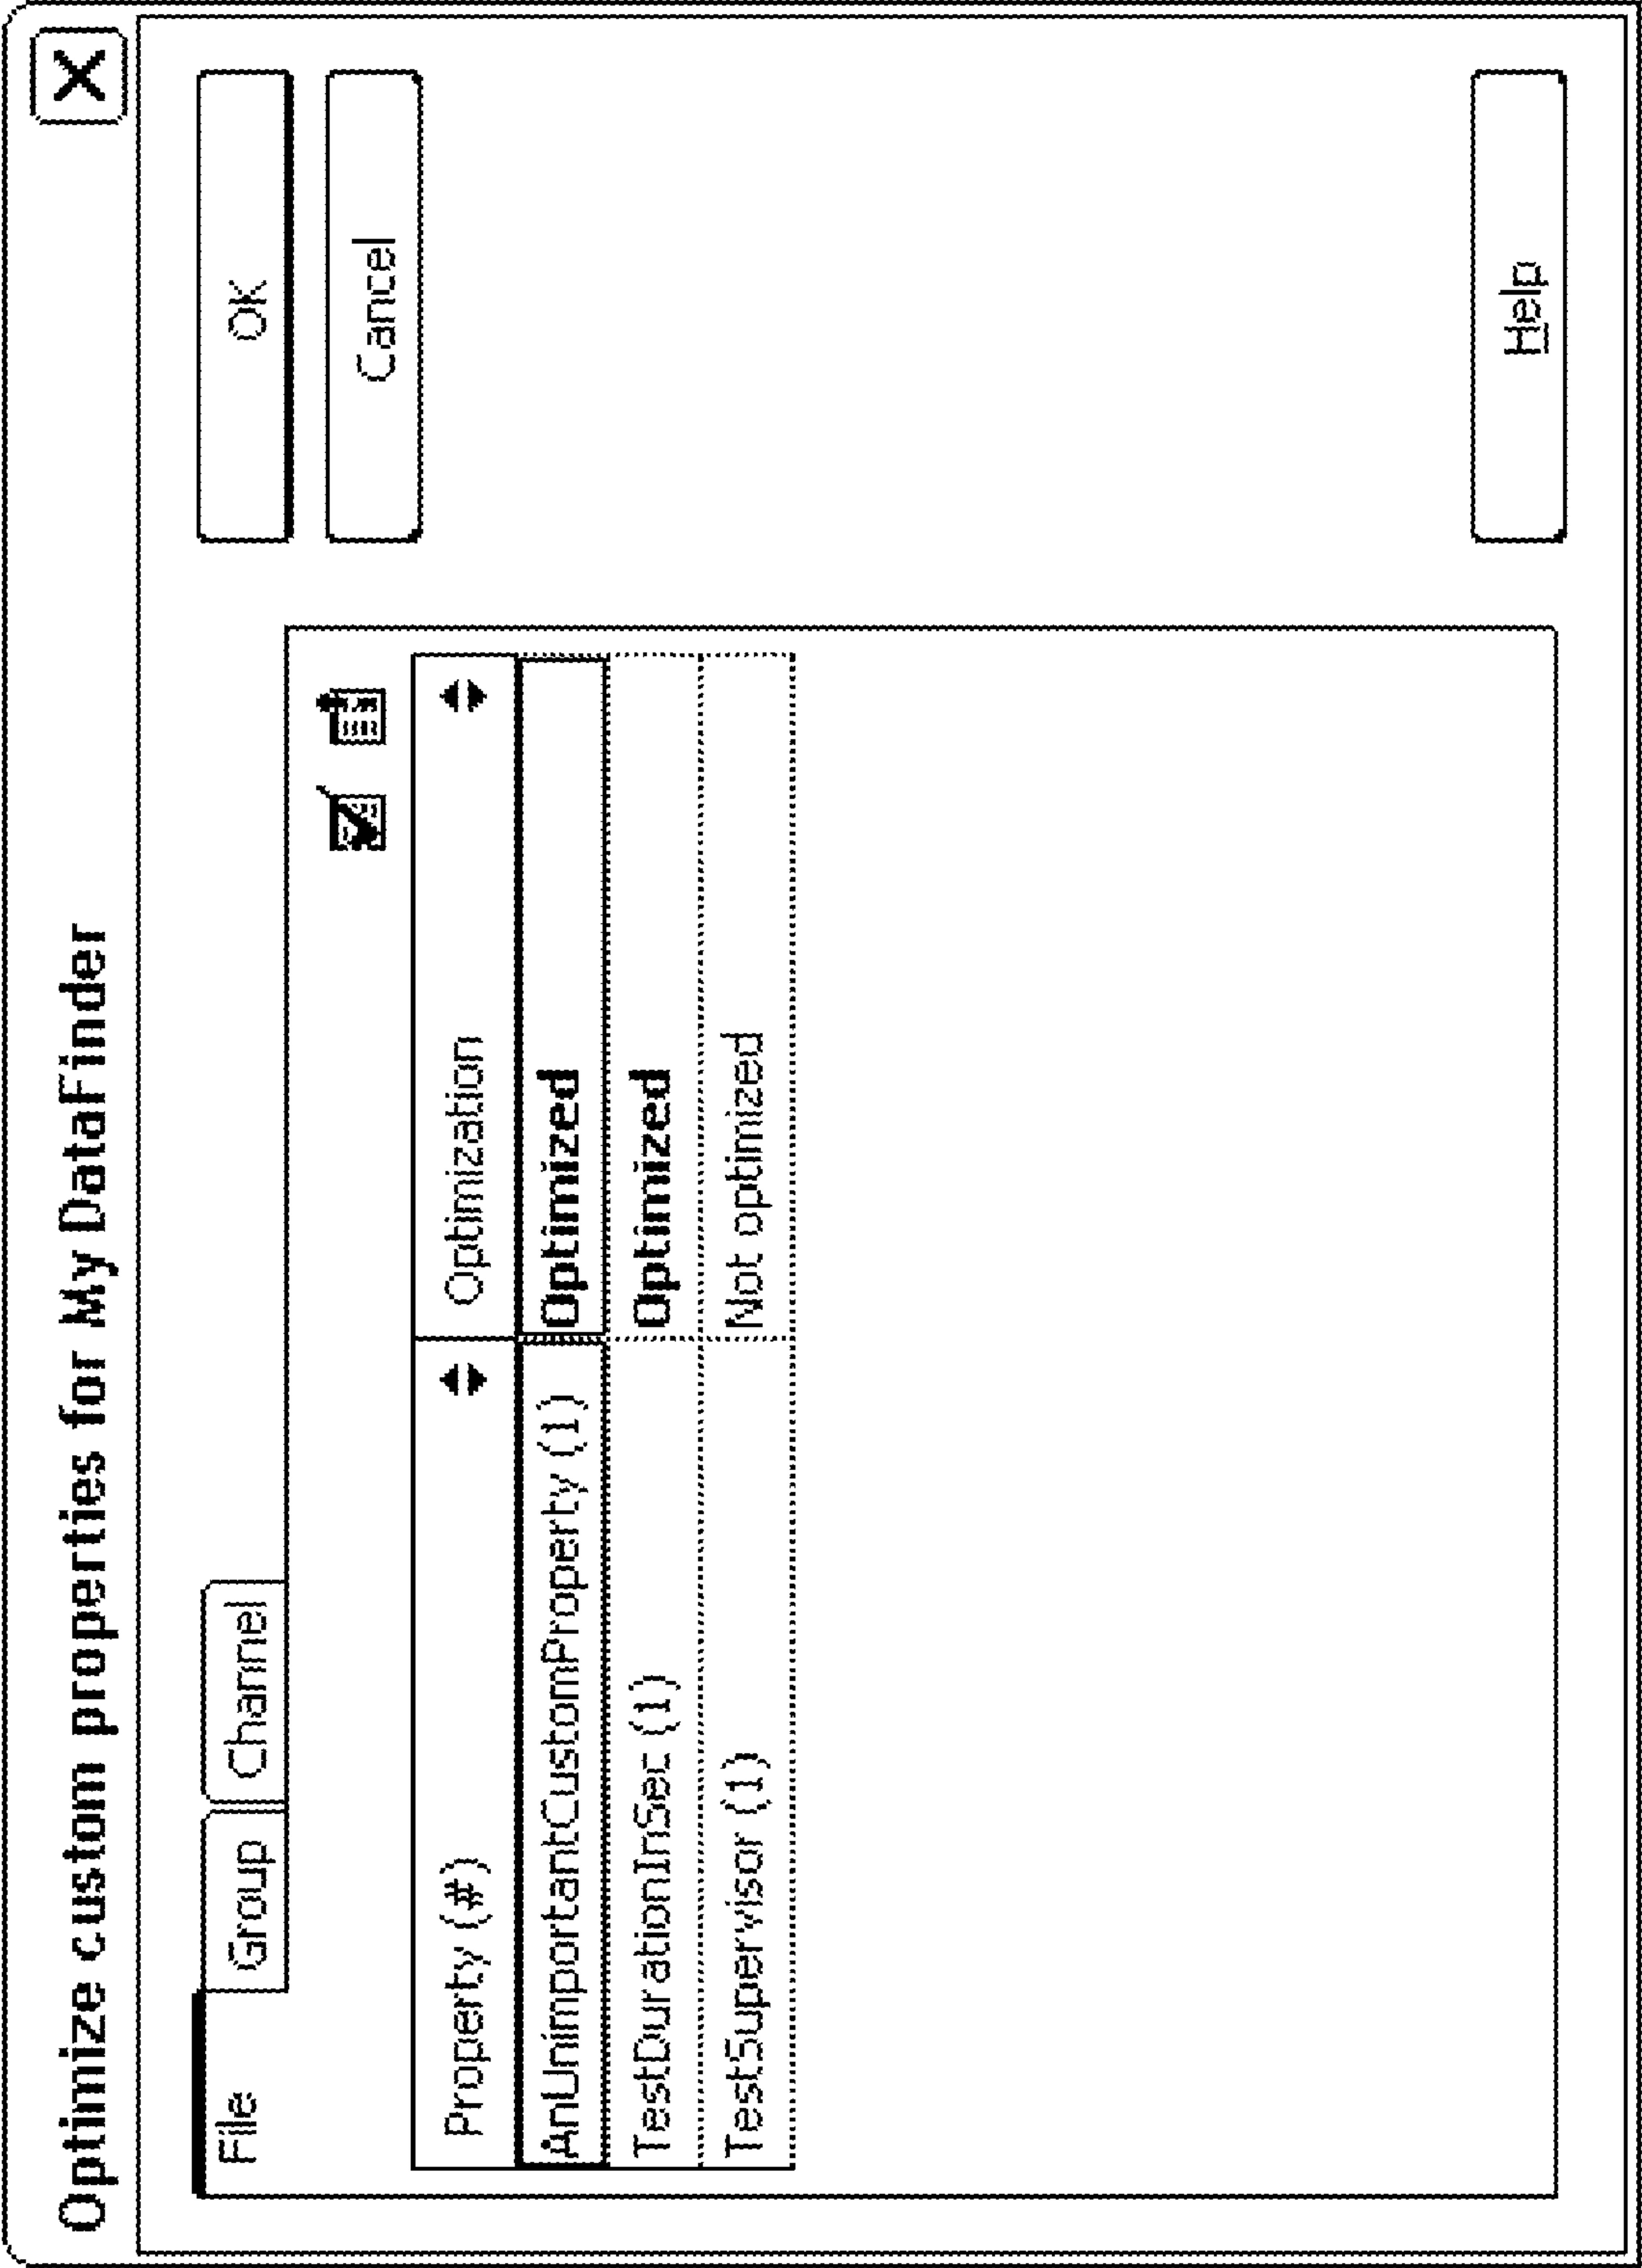 Optimize custom properties for My DataFinder
File Group Channel
OK
Cancel
Property (#) Optimization
AnUnimportantCustomProperty (1) Optimized
TestDurationInSec (1) Optimized
TestSupervisor (1) Not optimized
Help